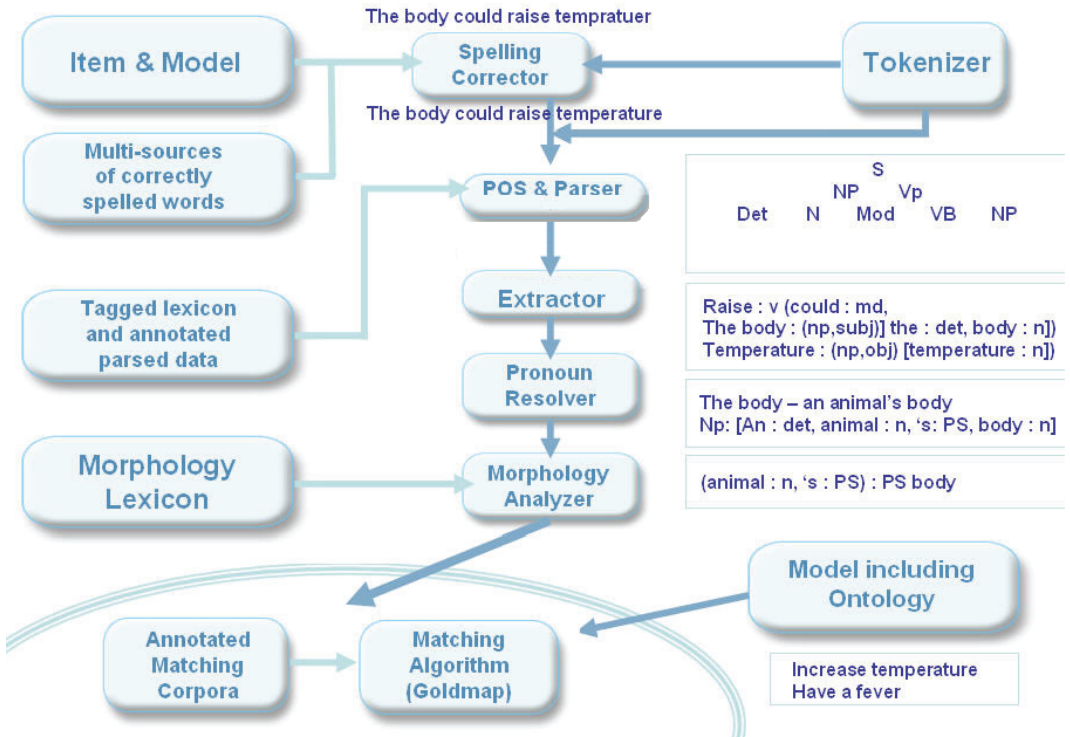 The body could raise tempratuer
Item & Model
Spelling
Corrector
Tokenizer
The body could raise temperature
Multi-sources
of correctly
spelled words
POS & Parser
S
NP Vp
Det N Mod VB NP
Tagged lexicon
and annotated
parsed data
Extractor
Raise : v (could : md,
The body : (np,subj)] the : det, body : n])
Temperature : (np,obj) [temperature : n])
Pronoun
Resolver
The body – an animal’s body
Np: [An : det, animal : n, ‘s: PS, body : n]
Morphology
Lexicon
Morphology
Analyzer
(animal : n, ‘s : PS) : PS body
Model including
Ontology
Annotated
Matching
Corpora
Matching
Algorithm
(Goldmap)
Increase temperature
Have a fever